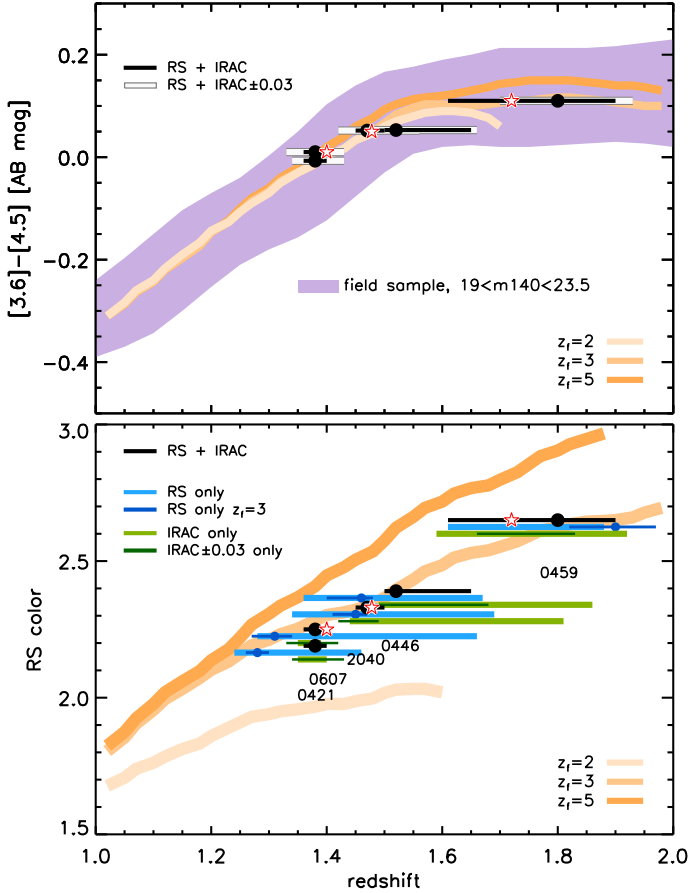 [3.6]−[4.5] [AB mag]
0.2
0.0
−0.2
−0.4
RS + IRAC
RS + IRAC±0.03
field sample, 19<m140<23.5
z_f=2
z_f=3
z_f=5
RS color
3.0
2.5
2.0
1.5
RS + IRAC
RS only
RS only z_f=3
IRAC only
IRAC±0.03 only
0459
0446
2040
0607
0421
z_f=2
z_f=3
z_f=5
1.0 1.2 1.4 1.6 1.8 2.0
redshift